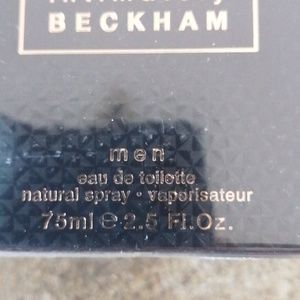 BECKHAM
men
eau de toilette
natural spray • vaporisateur
75ml e 2.5 Fl.Oz.